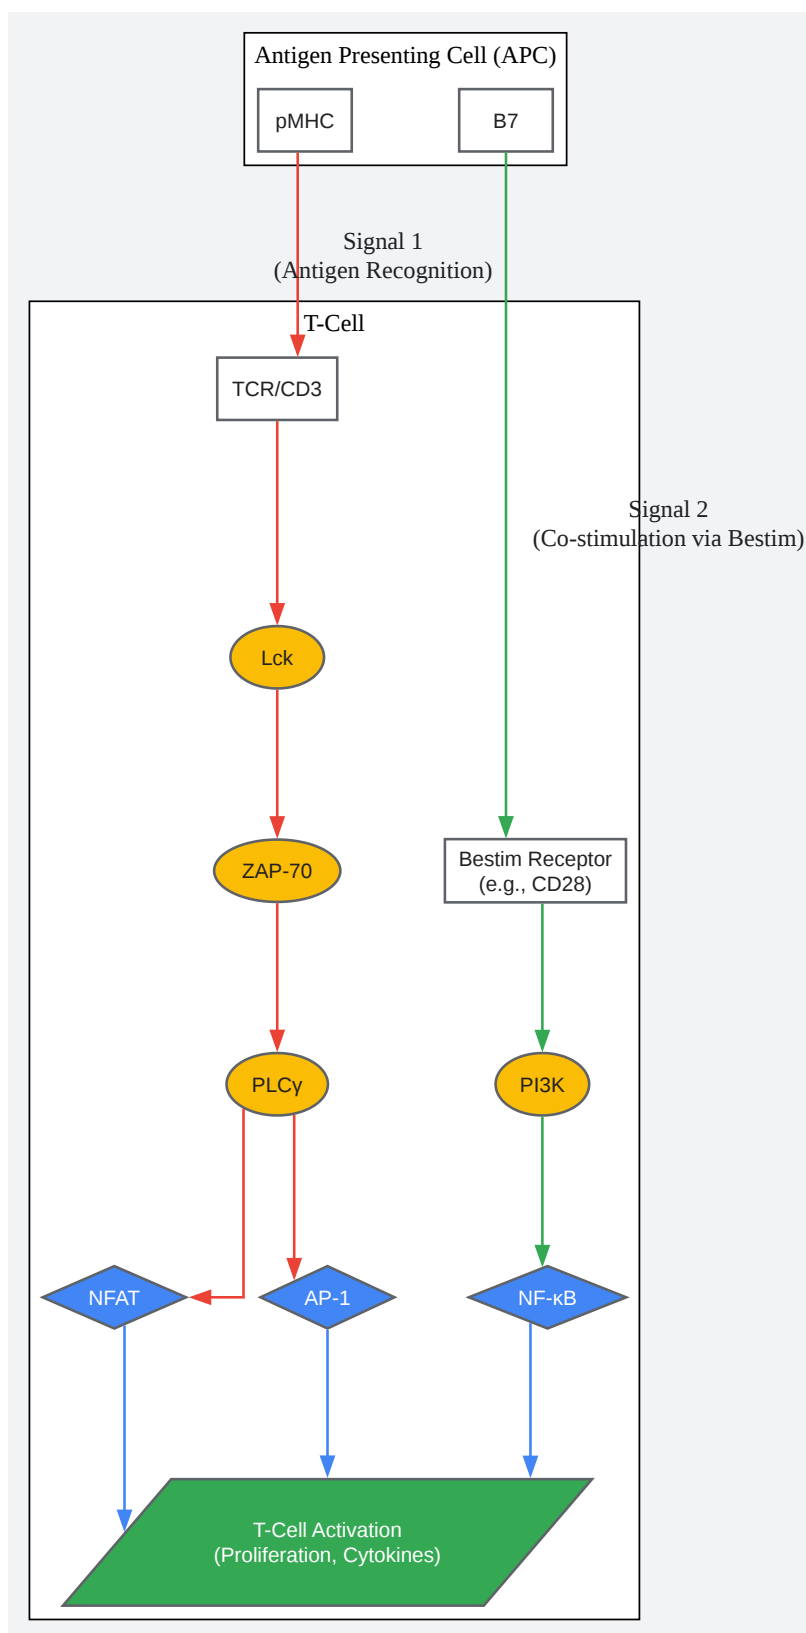 Antigen Presenting Cell (APC)
pMHC
B7
Signal 1
(Antigen Recognition)
T-Cell
TCR/CD3
Signal 2
(Co-stimulation via Bestim)
Lck
ZAP-70
Bestim Receptor
(e.g., CD28)
PLCγ
PI3K
NFAT
AP-1
NF-κB
T-Cell Activation
(Proliferation, Cytokines)